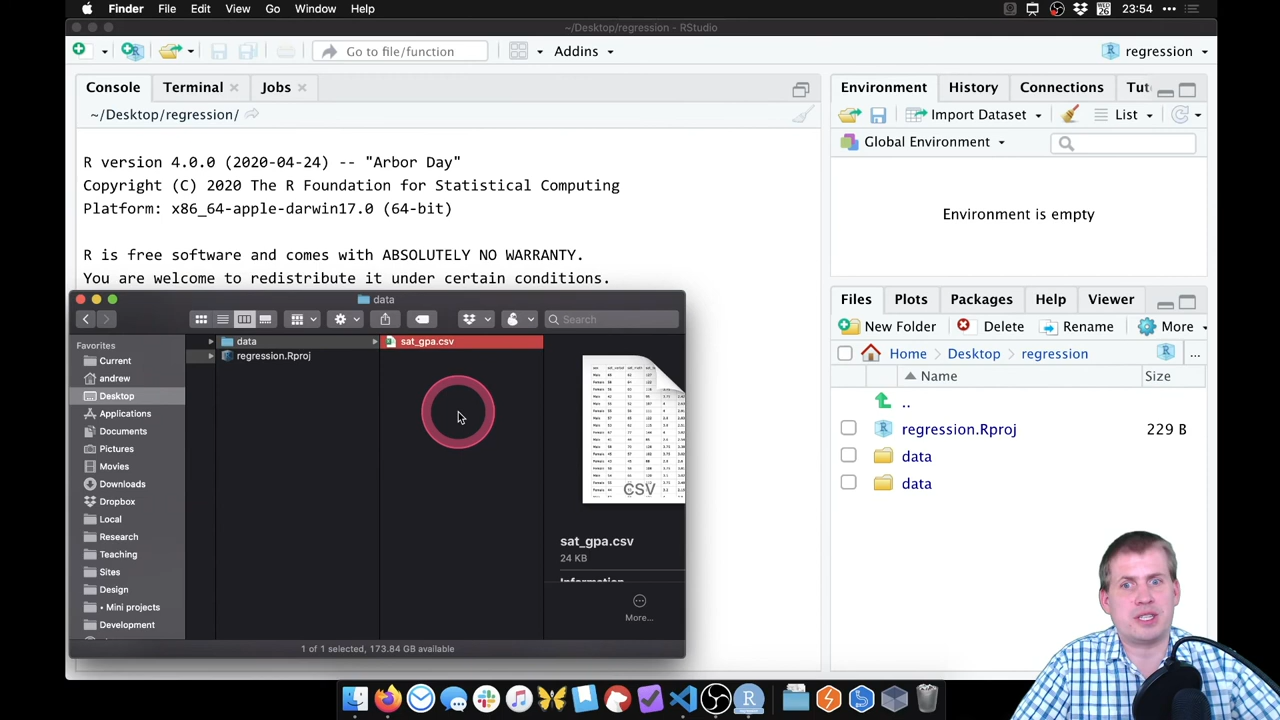 Finder File Edit View Go Window Help
23:54
~/Desktop/regression - RStudio
Go to file/function
Addins
regression
Console Terminal Jobs
~/Desktop/regression/
R version 4.0.0 (2020-04-24) -- "Arbor Day"
Copyright (C) 2020 The R Foundation for Statistical Computing
Platform: x86_64-apple-darwin17.0 (64-bit)
R is free software and comes with ABSOLUTELY NO WARRANTY.
You are welcome to redistribute it under certain conditions.
Environment History Connections Tut
Import Dataset
List
Global Environment
Environment is empty
Files Plots Packages Help Viewer
New Folder Delete Rename More
Home Desktop regression
...
Name Size
..
regression.Rproj 229 B
data
data
data
Search
Favorites
Current
andrew
Desktop
Applications
Documents
Pictures
Movies
Downloads
Dropbox
Local
Research
Teaching
Sites
Design
• Mini projects
Development
data
regression.Rproj
sat_gpa.csv
CSV
sat_gpa.csv
24 KB
Information
More...
1 of 1 selected, 173.84 GB available